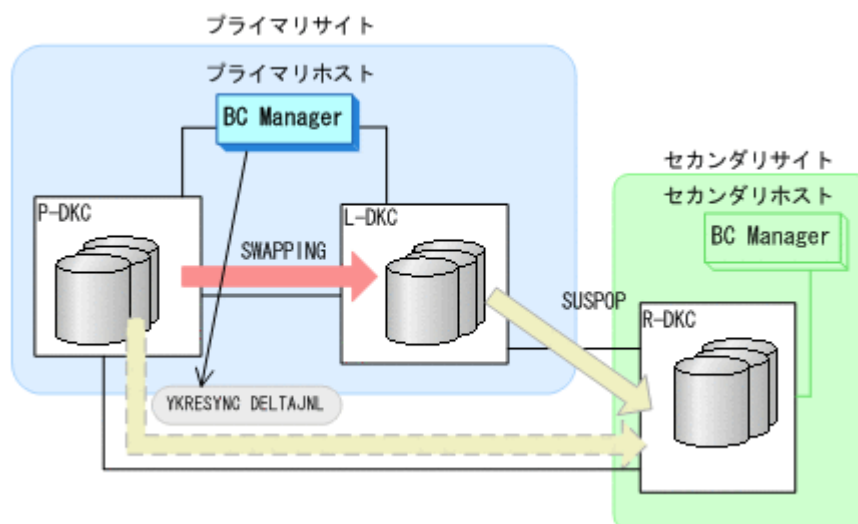 プライマリサイト
プライマリホスト
BC Manager
セカンダリサイト
セカンダリホスト
BC Manager
P-DKC
L-DKC
SWAPPING
SUSPOP
R-DKC
YKRESYNC DELTAJNL